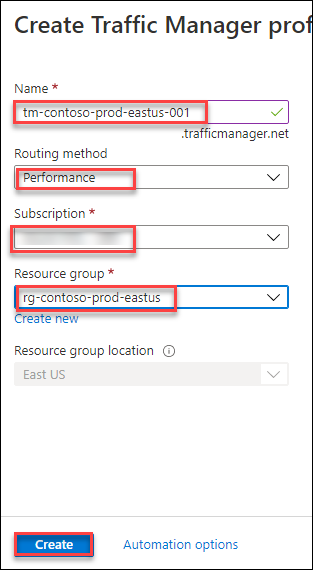 Create Traffic Manager prof
Name *
tm-contoso-prod-eastus-001
.trafficmanager.net
Routing method
Performance
Subscription *
Resource group *
rg-contoso-prod-eastus
Create new
Resource group location
East US
Create
Automation options